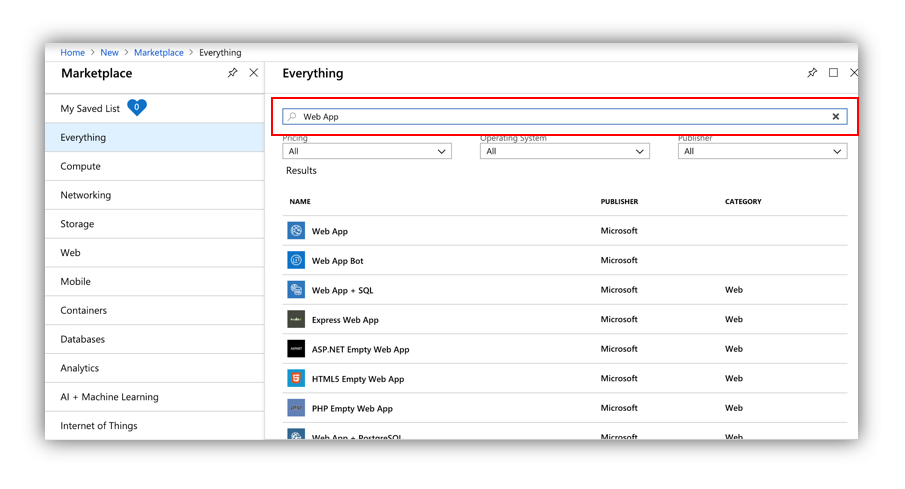 Home > New > Marketplace > Everything
Marketplace
My Saved List 0
Everything
Compute
Networking
Storage
Web
Mobile
Containers
Databases
Analytics
AI + Machine Learning
Internet of Things
Everything
Web App
Pricing Operating System Publisher
All All All
Results
NAME PUBLISHER CATEGORY
Web App Microsoft
Web App Bot Microsoft
Web App + SQL Microsoft Web
Express Web App Microsoft Web
ASP.NET Empty Web App Microsoft Web
HTML5 Empty Web App Microsoft Web
PHP Empty Web App Microsoft Web
Web App + PostgreSQL Microsoft Web